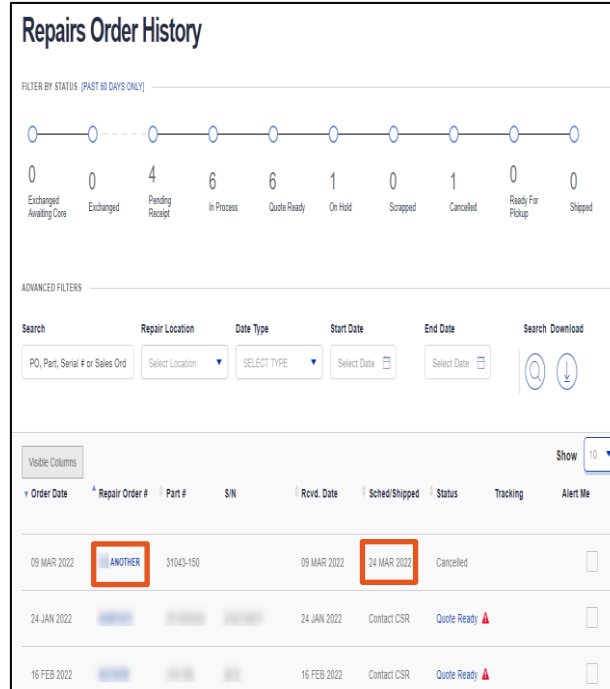 Repairs Order History
FILTER BY STATUS [PAST 60 DAYS ONLY]
0 0 4 6 6 1 0 1 0 0
Exchanged Awaiting Core Exchanged Pending Receipt In Process Quote Ready On Hold Scrapped Cancelled Ready For Pickup Shipped
ADVANCED FILTERS
Search Repair Location Date Type Start Date End Date Search Download
PO, Part, Serial # or Sales Ord Select Location SELECT TYPE Select Date Select Date
Visible Columns Show 10
Order Date Repair Order # Part # S/N Rcvd. Date Sched/Shipped Status Tracking Alert Me
09 MAR 2022 ANOTHER 31043-150 09 MAR 2022 24 MAR 2022 Cancelled
24 JAN 2022 24 JAN 2022 Contact CSR Quote Ready
16 FEB 2022 16 FEB 2022 Contact CSR Quote Ready